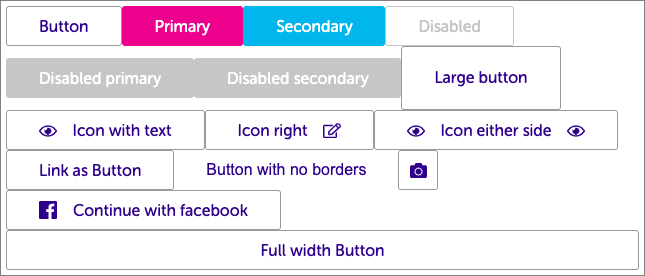 Button Primary Secondary Disabled
Disabled primary Disabled secondary Large button
Icon with text Icon right Icon either side
Link as Button Button with no borders
Continue with facebook
Full width Button